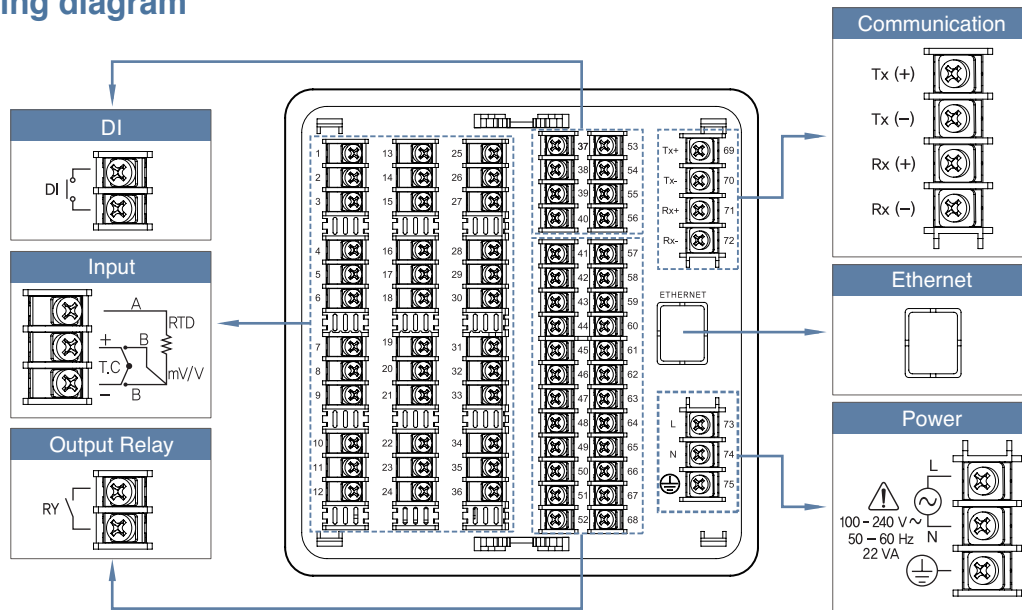 ing diagram
Communication
Tx (+)
Tx (−)
Rx (+)
Rx (−)
DI
DI
Input
A
RTD
+
B
T.C
mV/V
−
B
Output Relay
RY
1
2
3
4
5
6
7
8
9
10
11
12
13
14
15
16
17
18
19
20
21
22
23
24
25
26
27
28
29
30
31
32
33
34
35
36
37 53
38 54
39 55
40 56
41 57
42 58
43 59
44 60
45 61
46 62
47 63
48 64
49 65
50 66
51 67
52 68
Tx+ 69
Tx- 70
Rx+ 71
Rx- 72
ETHERNET
L 73
N 74
75
Ethernet
Power
L
100 - 240 V~
N
50 - 60 Hz
22 VA